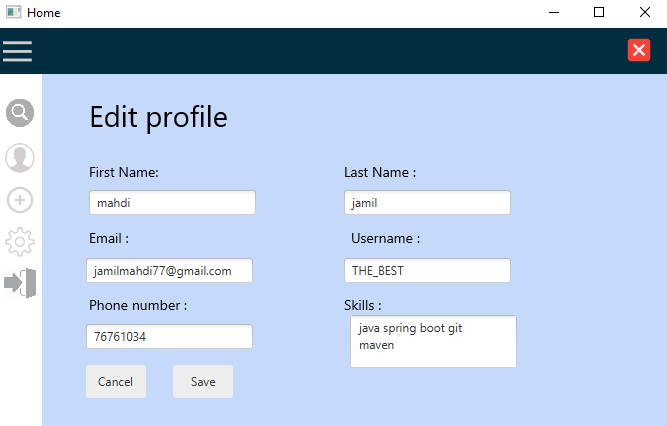 Home
Edit profile
First Name:
Last Name :
mahdi
jamil
Email :
Username :
jamilmahdi77@gmail.com
THE_BEST
Phone number :
Skills :
76761034
java spring boot git
maven
Cancel
Save